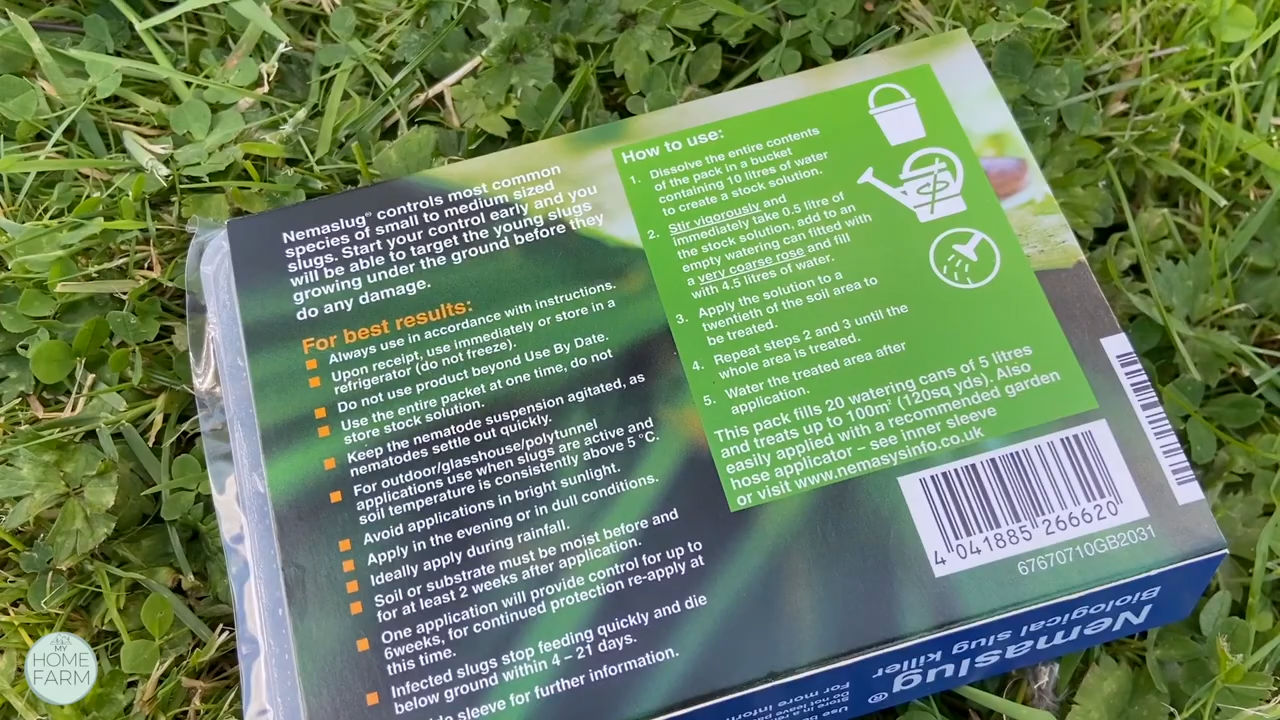 Nemaslug® controls most common
species of small to medium sized
slugs. Start your control early and you
will be able to target the young slugs
growing under the ground before they
do any damage.
For best results:
Always use in accordance with instructions.
Upon receipt, use immediately or store in a
refrigerator (do not freeze).
Do not use product beyond Use By Date.
Use the entire packet at one time, do not
store stock solution.
Keep the nematode suspension agitated, as
nematodes settle out quickly.
For outdoor/glasshouse/polytunnel
applications use when slugs are active and
soil temperature is consistently above 5 °C.
Avoid applications in bright sunlight.
Apply in the evening or in dull conditions.
Ideally apply during rainfall.
Soil or substrate must be moist before and
for at least 2 weeks after application.
One application will provide control for up to
6weeks, for continued protection re-apply at
this time.
Infected slugs stop feeding quickly and die
below ground within 4 – 21 days.
sleeve for further information.
How to use:
1. Dissolve the entire contents
of the pack in a bucket
containing 10 litres of water
to create a stock solution.
2. Stir vigorously and
immediately take 0.5 litre of
the stock solution, add to an
empty watering can fitted with
a very coarse rose and fill
with 4.5 litres of water.
3. Apply the solution to a
twentieth of the soil area to
be treated.
4. Repeat steps 2 and 3 until the
whole area is treated.
5. Water the treated area after
application.
This pack fills 20 watering cans of 5 litres
and treats up to 100m² (120sq yds). Also
easily applied with a recommended garden
hose applicator – see inner sleeve
or visit www.nemasysinfo.co.uk
4 041885 266620
67670710GB2031
Nemaslug®
Biological slug killer
For more inform
MY
HOME
FARM